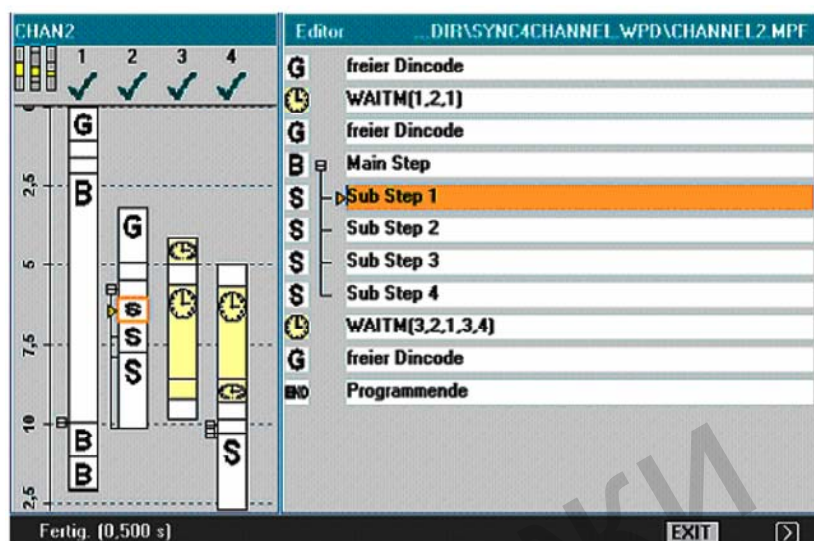 CHAN2
1 2 3 4
G
B
G
S
S
S
B
B
S
2,5
5
7,5
10
2,5
Editor ...DIR\SYNC4CHANNEL.WPD\CHANNEL2.MPF
G freier Dincode
WAITM(1,2,1)
G freier Dincode
B Main Step
S Sub Step 1
S Sub Step 2
S Sub Step 3
S Sub Step 4
WAITM(3,2,1,3,4)
G freier Dincode
END Programmende
Fertig. (0,500 s) EXIT